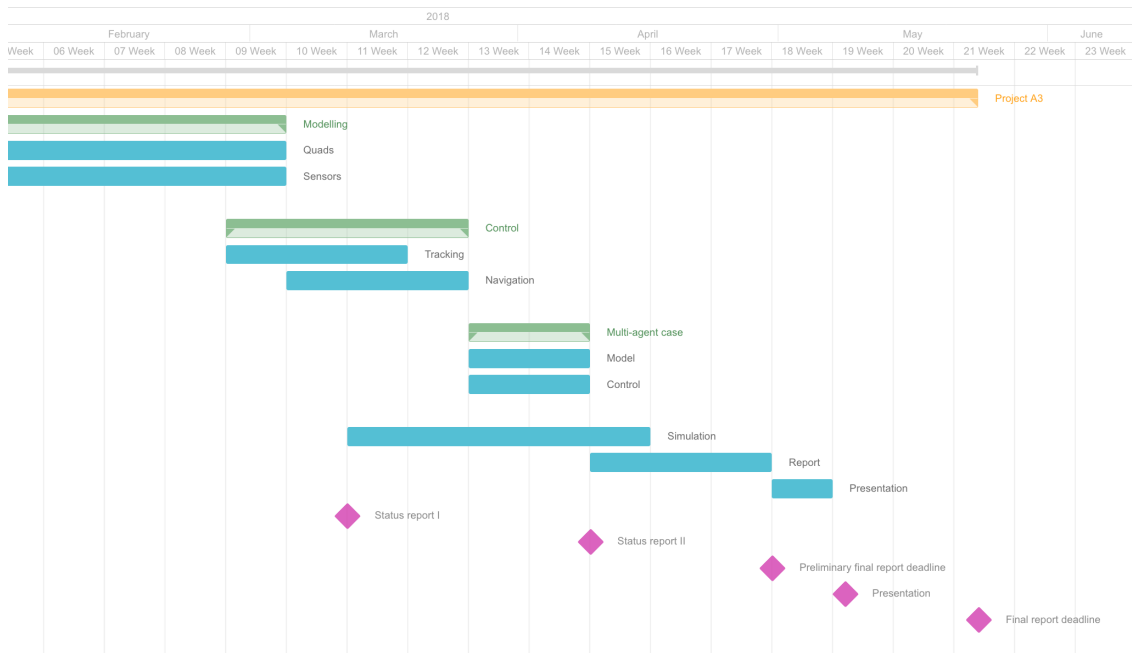 2018
February March April May June
Week 06 Week 07 Week 08 Week 09 Week 10 Week 11 Week 12 Week 13 Week 14 Week 15 Week 16 Week 17 Week 18 Week 19 Week 20 Week 21 Week 22 Week 23 Week
Project A3
Modelling
Quads
Sensors
Control
Tracking
Navigation
Multi-agent case
Model
Control
Simulation
Report
Presentation
Status report I
Status report II
Preliminary final report deadline
Presentation
Final report deadline